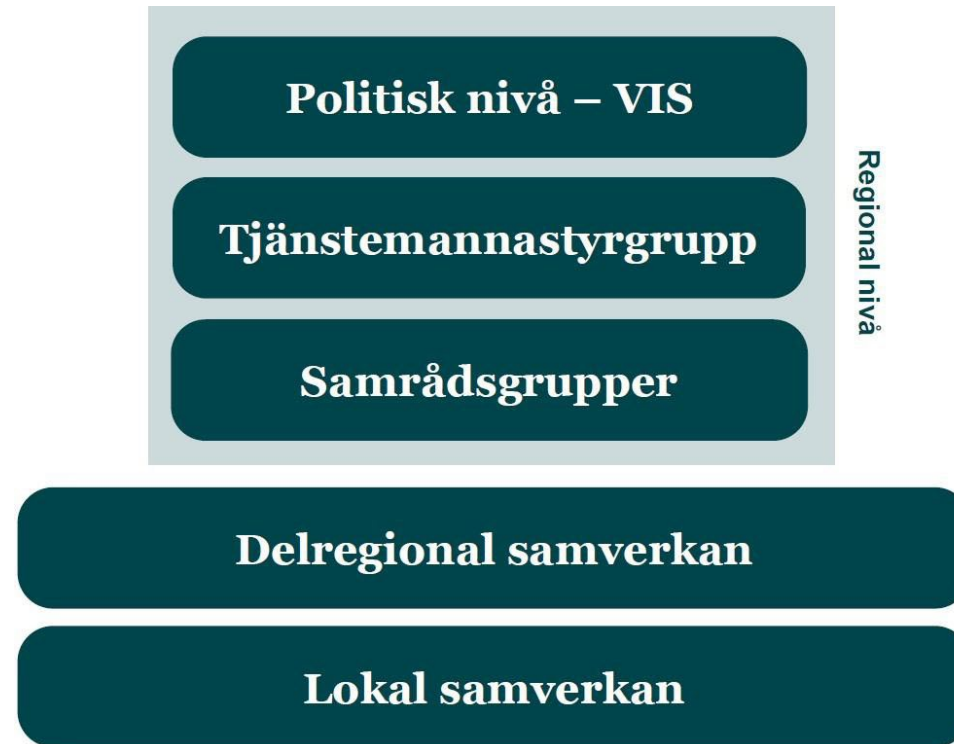 Politisk nivå – VIS
Tjänstemannastyrgrupp
Samrådsgrupper
Regional nivå
Delregional samverkan
Lokal samverkan